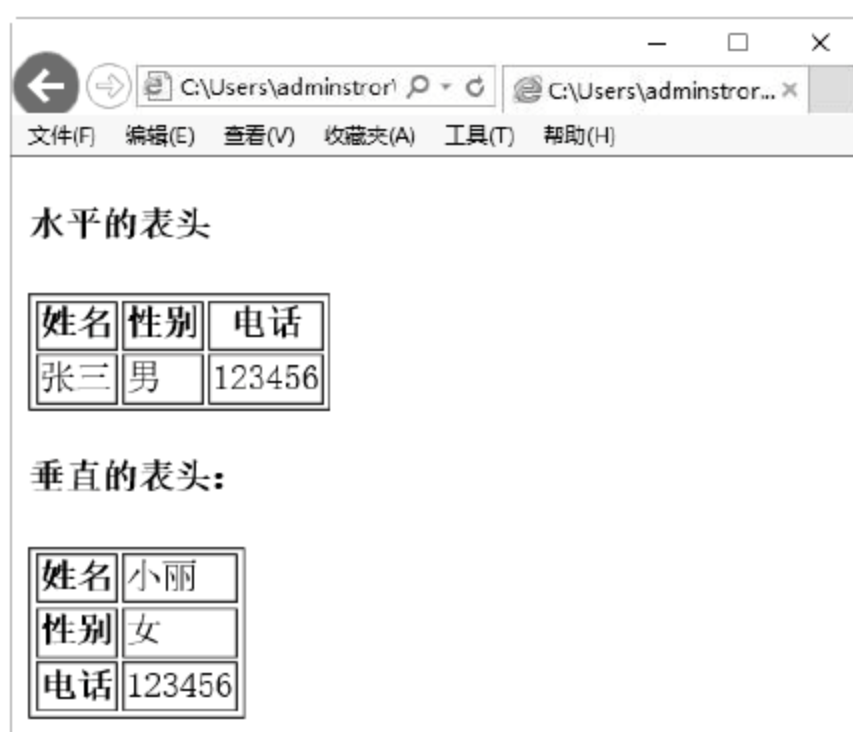 C:\Users\adminstror\
C:\Users\adminstror...
文件(F) 编辑(E) 查看(V) 收藏夹(A) 工具(T) 帮助(H)
水平的表头
姓名 性别 电话
张三 男 123456
垂直的表头：
姓名 小丽
性别 女
电话 123456